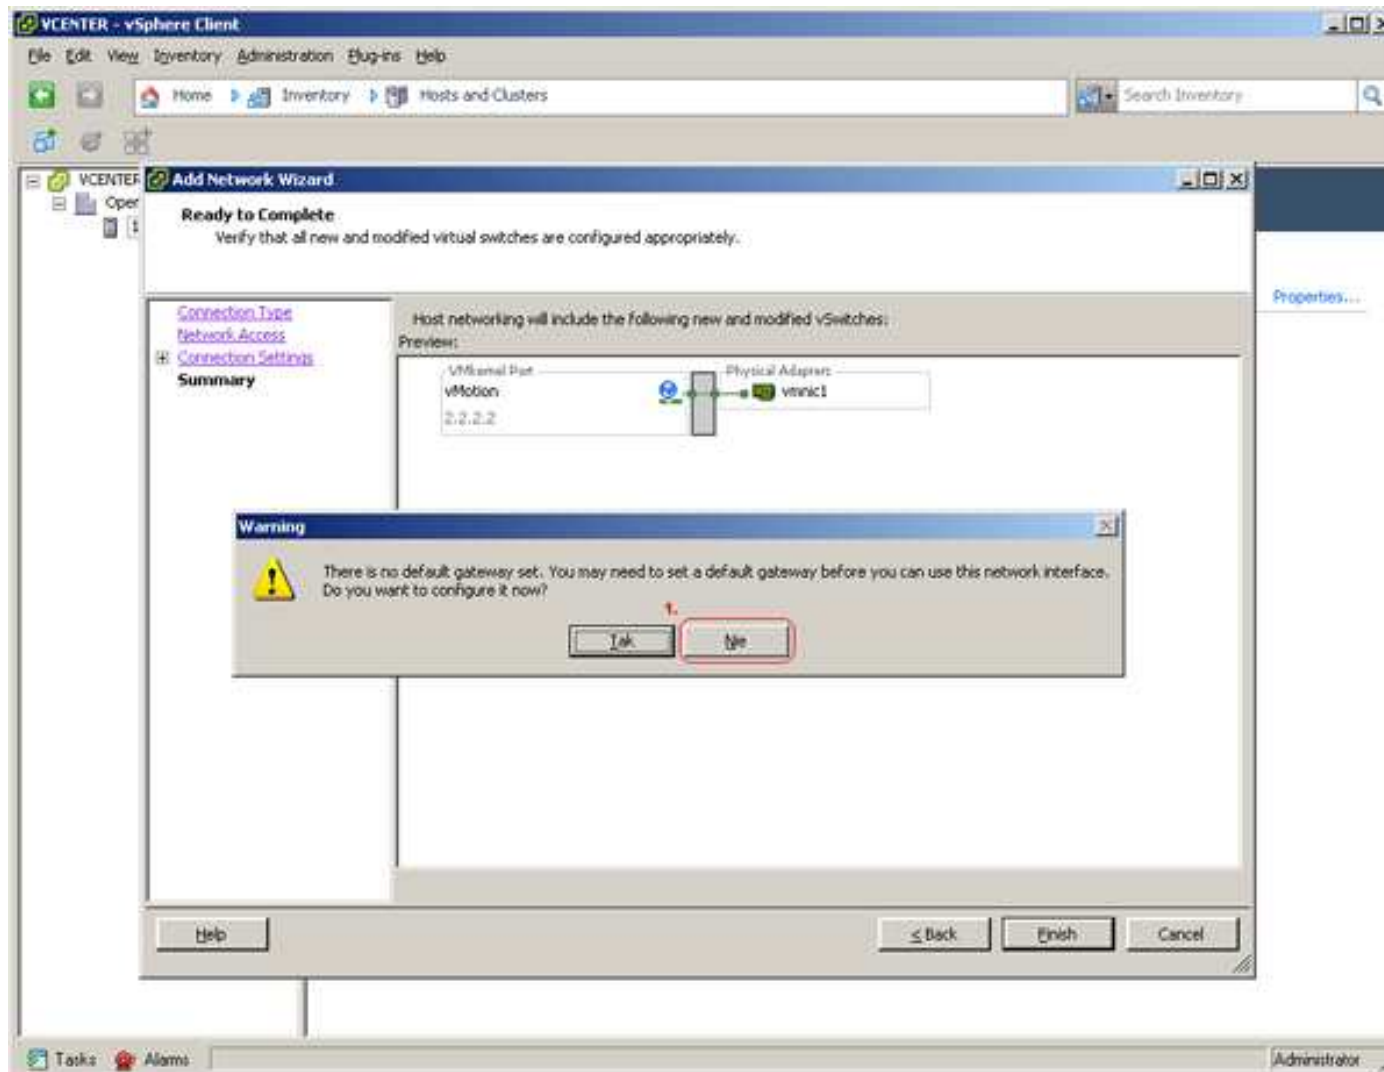 VCENTER - vSphere Client
File Edit View Inventory Administration Plug-ins Help
Home Inventory Hosts and Clusters
Search Inventory
VCENTER
Oper
1
Add Network Wizard
Ready to Complete
Verify that all new and modified virtual switches are configured appropriately.
Properties...
Connection Type
Network Access
Connection Settings
Summary
Host networking will include the following new and modified vSwitches:
Preview:
VMkernel Port
Physical Adapters
vMotion
vmnic1
2.2.2.2
Warning
There is no default gateway set. You may need to set a default gateway before you can use this network interface.
Do you want to configure it now?
1.
Tak
Nie
Help
< Back
Finish
Cancel
Tasks Alarms
Administrator